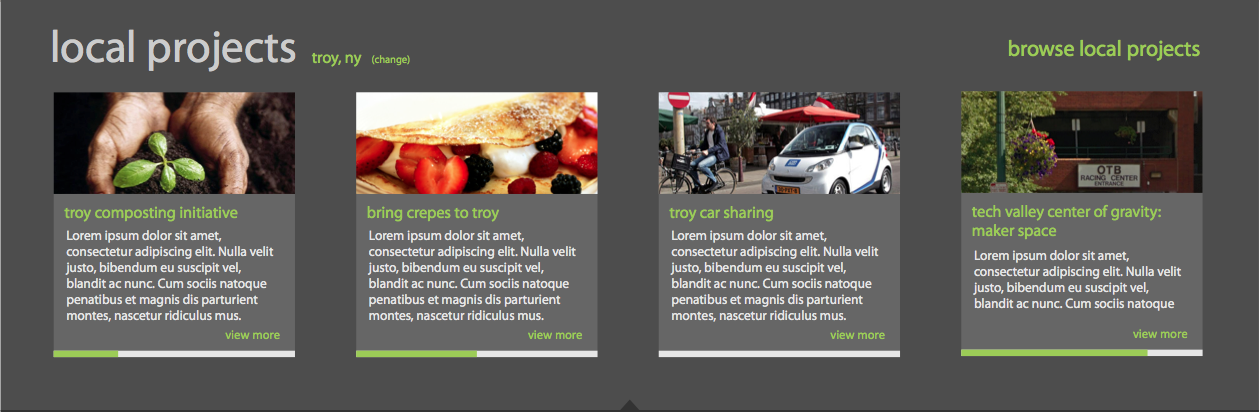 local projects troy, ny (change)
browse local projects
OTB
RACING CENTER
ENTRANCE
troy composting initiative
Lorem ipsum dolor sit amet,
consectetur adipiscing elit. Nulla velit
justo, bibendum eu suscipit vel,
blandit ac nunc. Cum sociis natoque
penatibus et magnis dis parturient
montes, nascetur ridiculus mus.
view more
bring crepes to troy
Lorem ipsum dolor sit amet,
consectetur adipiscing elit. Nulla velit
justo, bibendum eu suscipit vel,
blandit ac nunc. Cum sociis natoque
penatibus et magnis dis parturient
montes, nascetur ridiculus mus.
view more
troy car sharing
Lorem ipsum dolor sit amet,
consectetur adipiscing elit. Nulla velit
justo, bibendum eu suscipit vel,
blandit ac nunc. Cum sociis natoque
penatibus et magnis dis parturient
montes, nascetur ridiculus mus.
view more
tech valley center of gravity:
maker space
Lorem ipsum dolor sit amet,
consectetur adipiscing elit. Nulla velit
justo, bibendum eu suscipit vel,
blandit ac nunc. Cum sociis natoque
view more